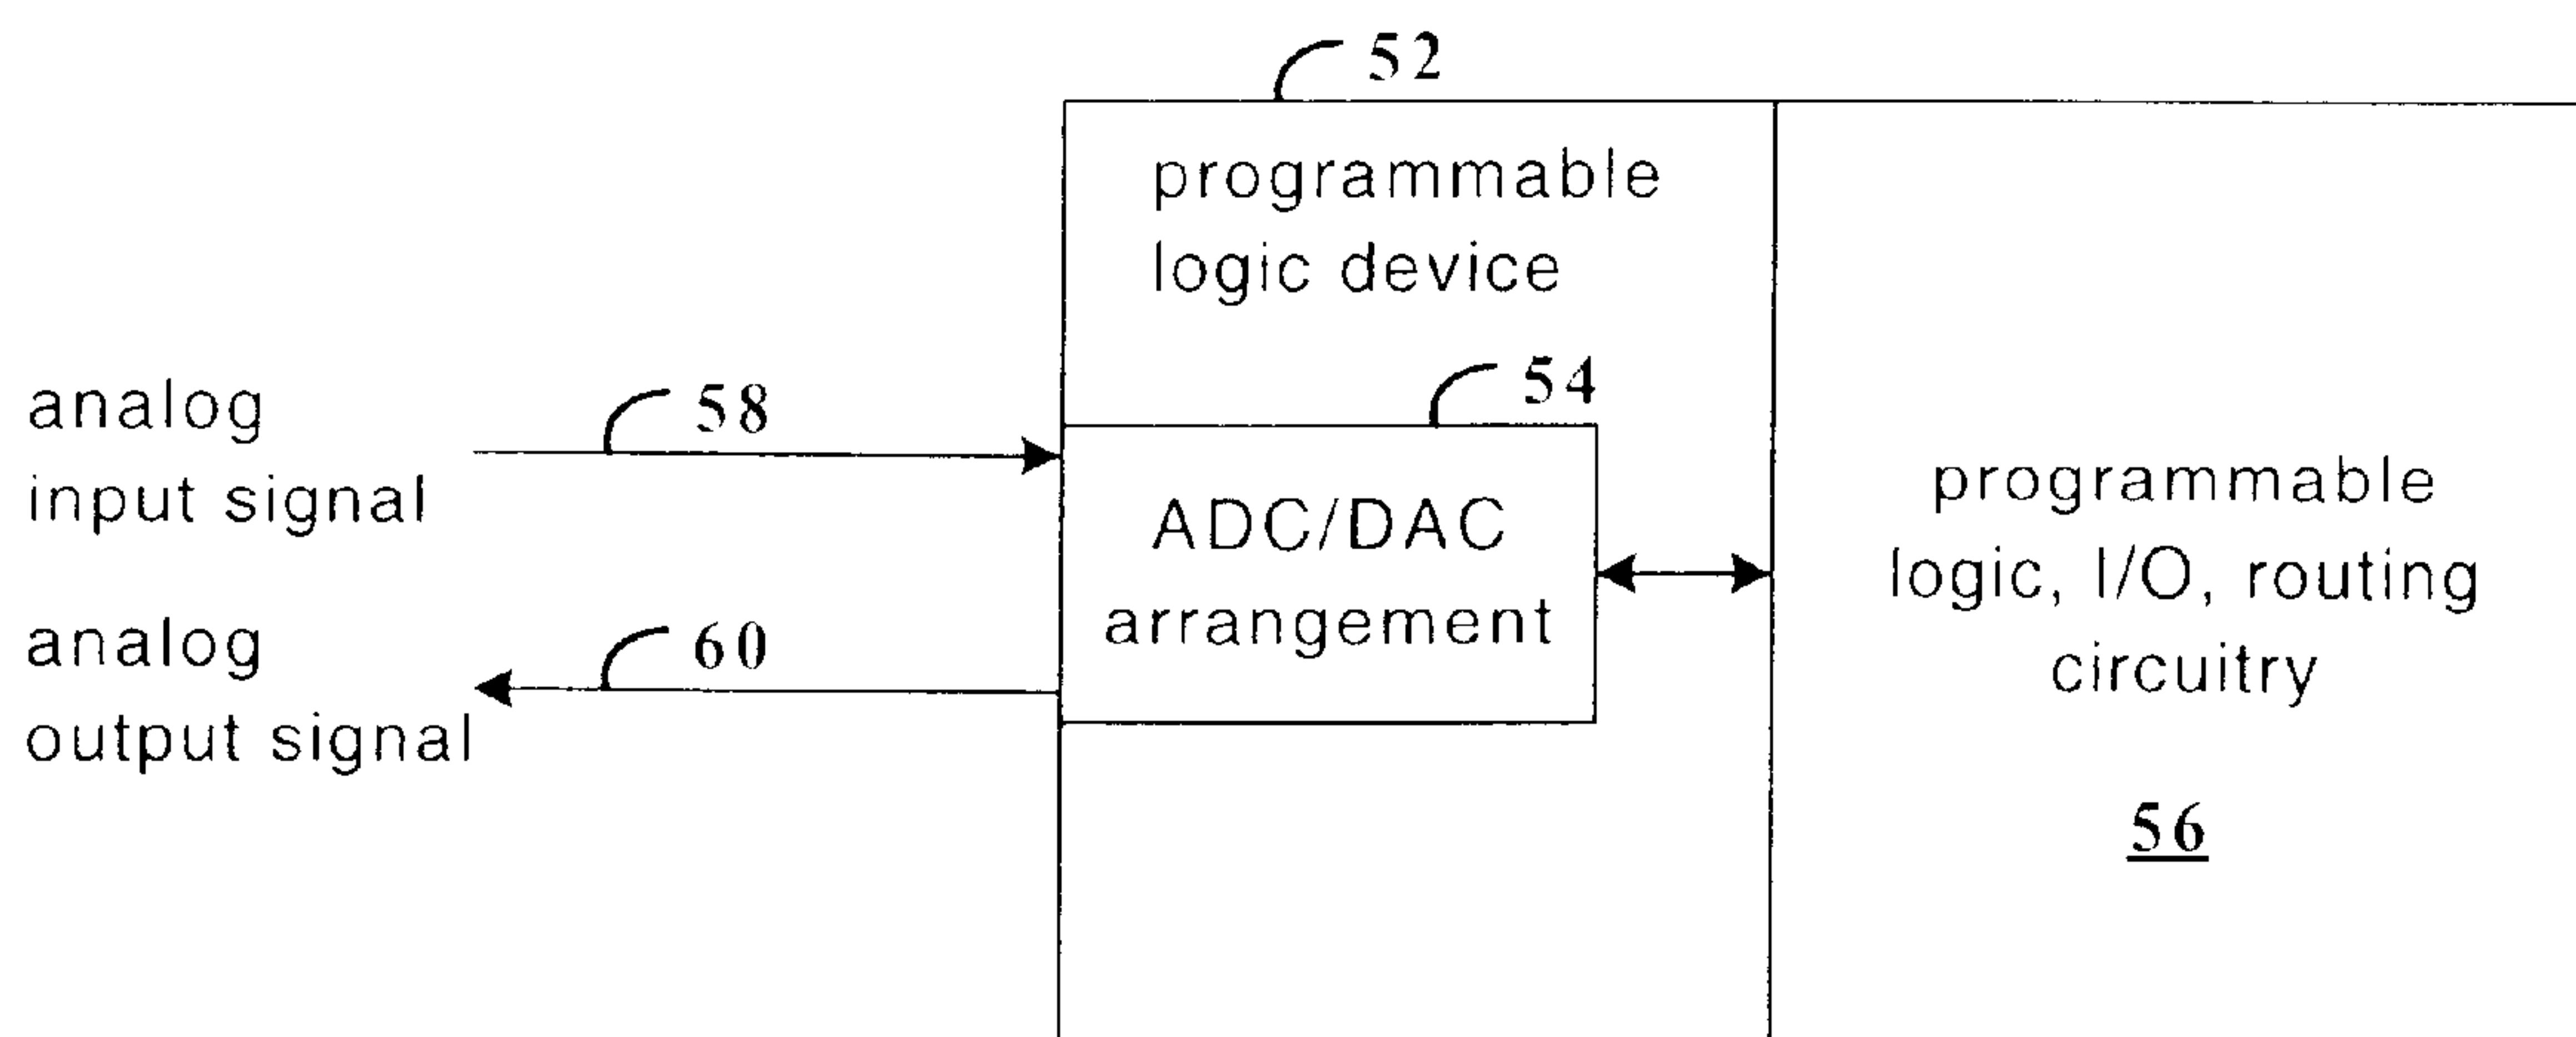 52
programmable
logic device
54
58
analog
input signal
ADC/DAC
arrangement
60
analog
output signal
programmable
logic, I/O, routing
circuitry
56